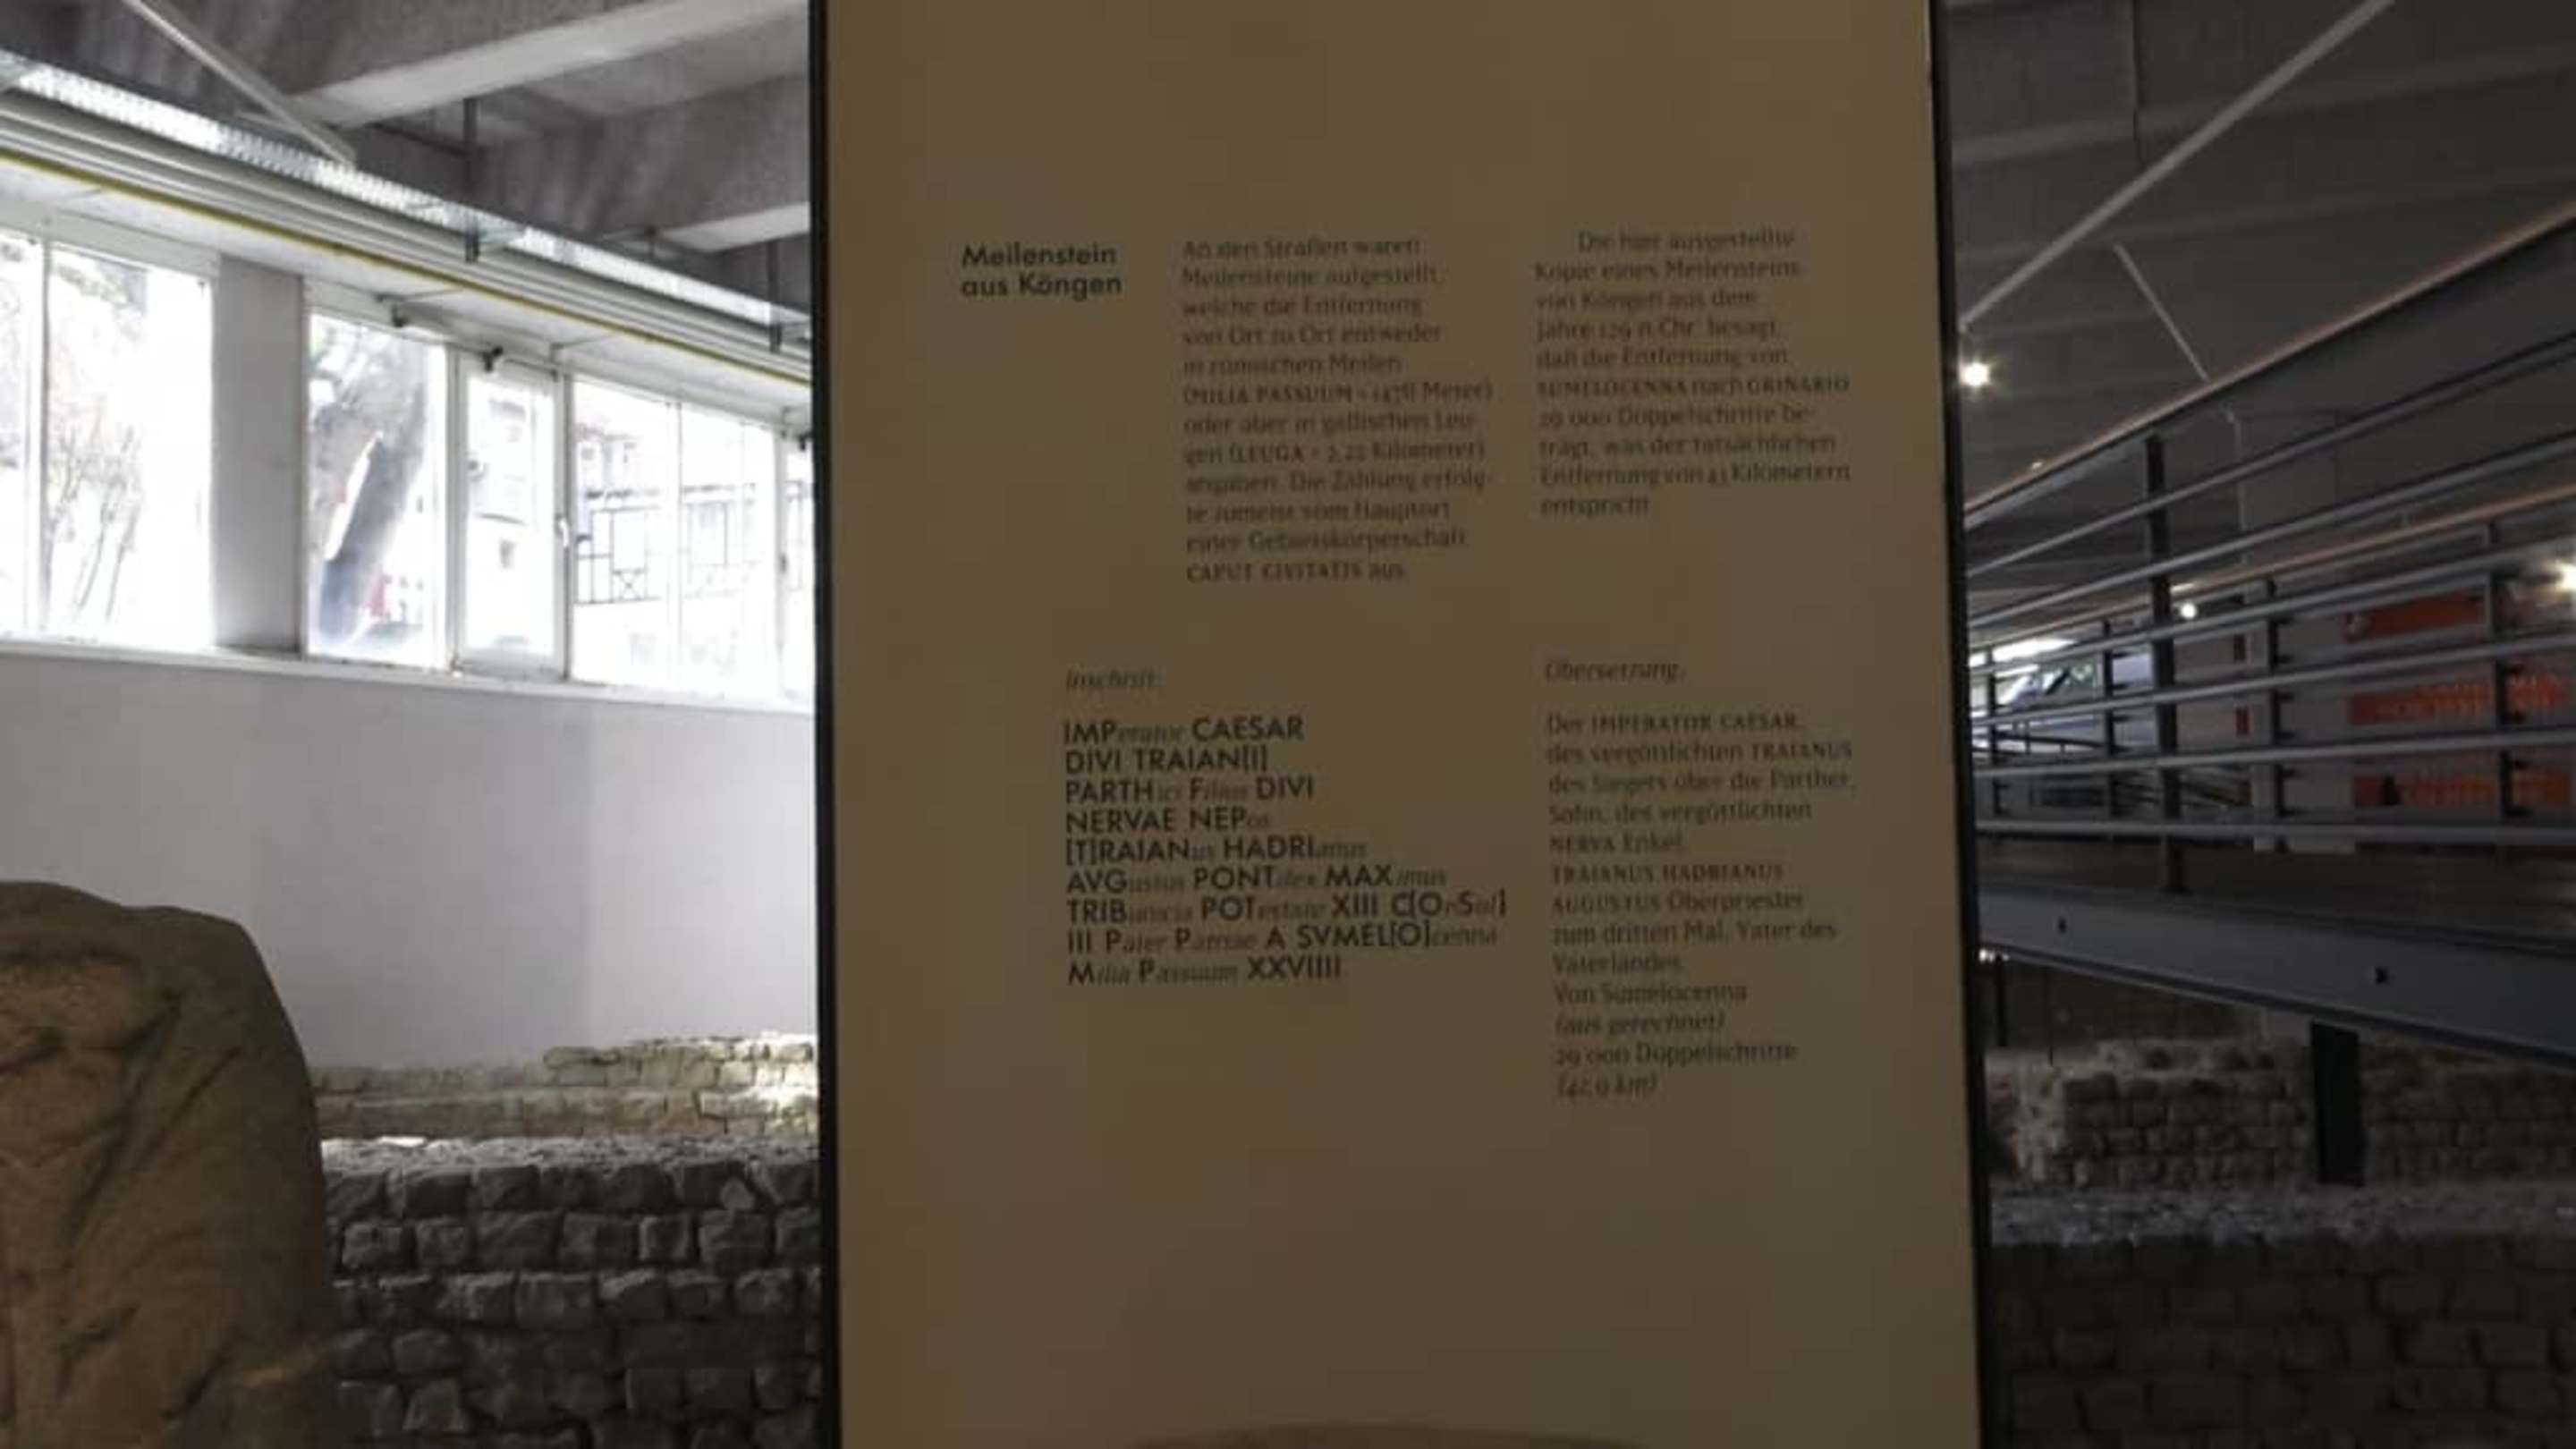 Meilenstein
aus Köngen
An den Straßen waren
Meilensteine aufgestellt,
welche die Entfernung
von Ort zu Ort entweder
in römischen Meilen
(MILIA PASSUUM = 1478 Meter)
oder aber in gallischen Leu-
gen (LEUGA = 2,22 Kilometer)
angaben. Die Zählung erfolg-
te zumeist vom Hauptort
einer Gebietskörperschaft
CAPUT CIVITATIS aus.
Die hier ausgestellte
Kopie eines Meilensteins
von Köngen aus dem
Jahre 129 n.Chr. besagt,
daß die Entfernung von
SUMELOCENNA nach GRINARIO
29 000 Doppelschritte be-
trägt, was der tatsächlichen
Entfernung von 43 Kilometern
entspricht.
Inschrift:
IMPerator CAESAR
DIVI TRAIAN[I]
PARTHici Filius DIVI
NERVAE NEPos
[T]RAIANus HADRIanus
AVGustus PONTifex MAXimus
TRIBunicia POTestate XIII C[OnSul]
III Pater Patriae A SVMEL[O]cenna
Milia Passuum XXVIIII
Übersetzung:
Der IMPERATOR CAESAR,
des vergöttlichten TRAIANUS
des Siegers über die Parther,
Sohn, des vergöttlichten
NERVA Enkel,
TRAIANUS HADRIANUS
AUGUSTUS Oberpriester
zum dritten Mal, Vater des
Vaterlandes.
Von Sumelocenna
(aus gerechnet)
29 000 Doppelschritte
(42,9 km)